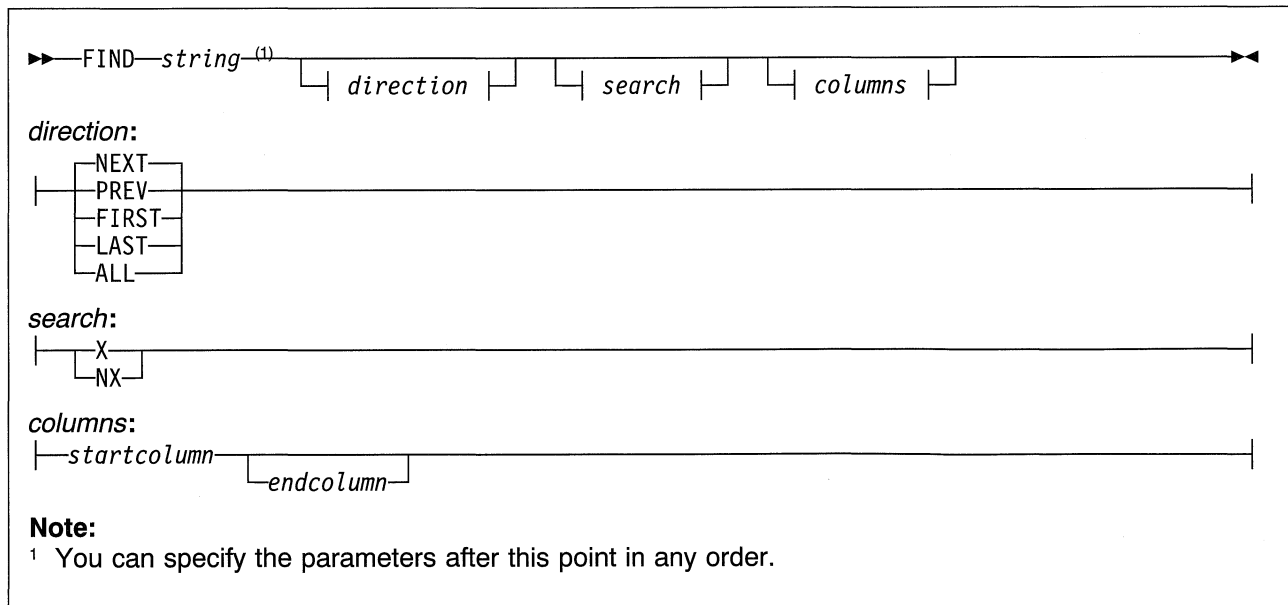 FIND string (1)
direction search columns
direction:
NEXT
PREV
FIRST
LAST
ALL
search:
X
NX
columns:
startcolumn
endcolumn
Note:
1 You can specify the parameters after this point in any order.